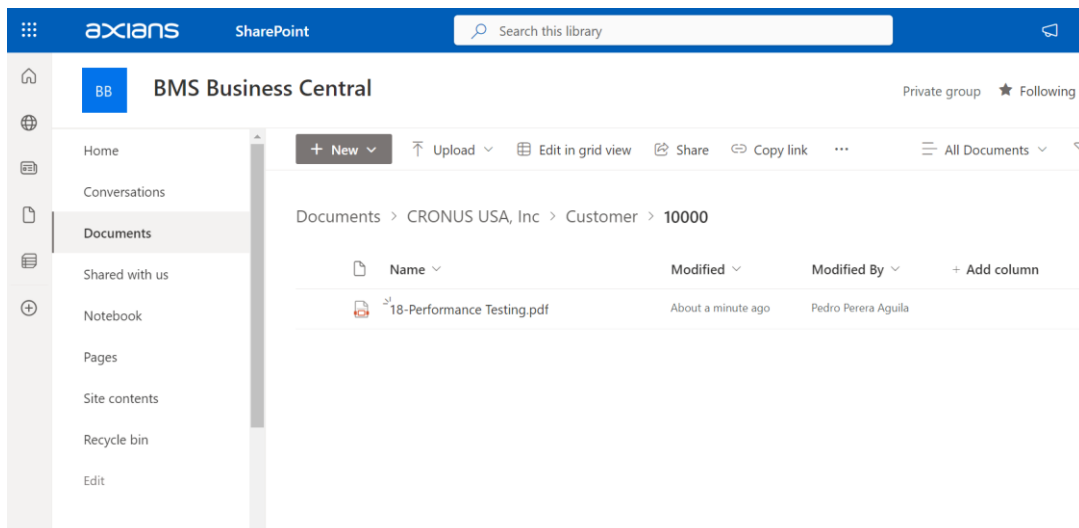 axians SharePoint Search this library
BB BMS Business Central Private group Following
Home
Conversations
Documents
Shared with us
Notebook
Pages
Site contents
Recycle bin
Edit
+ New Upload Edit in grid view Share Copy link ... All Documents
Documents > CRONUS USA, Inc > Customer > 10000
Name Modified Modified By + Add column
18-Performance Testing.pdf About a minute ago Pedro Perera Aguila